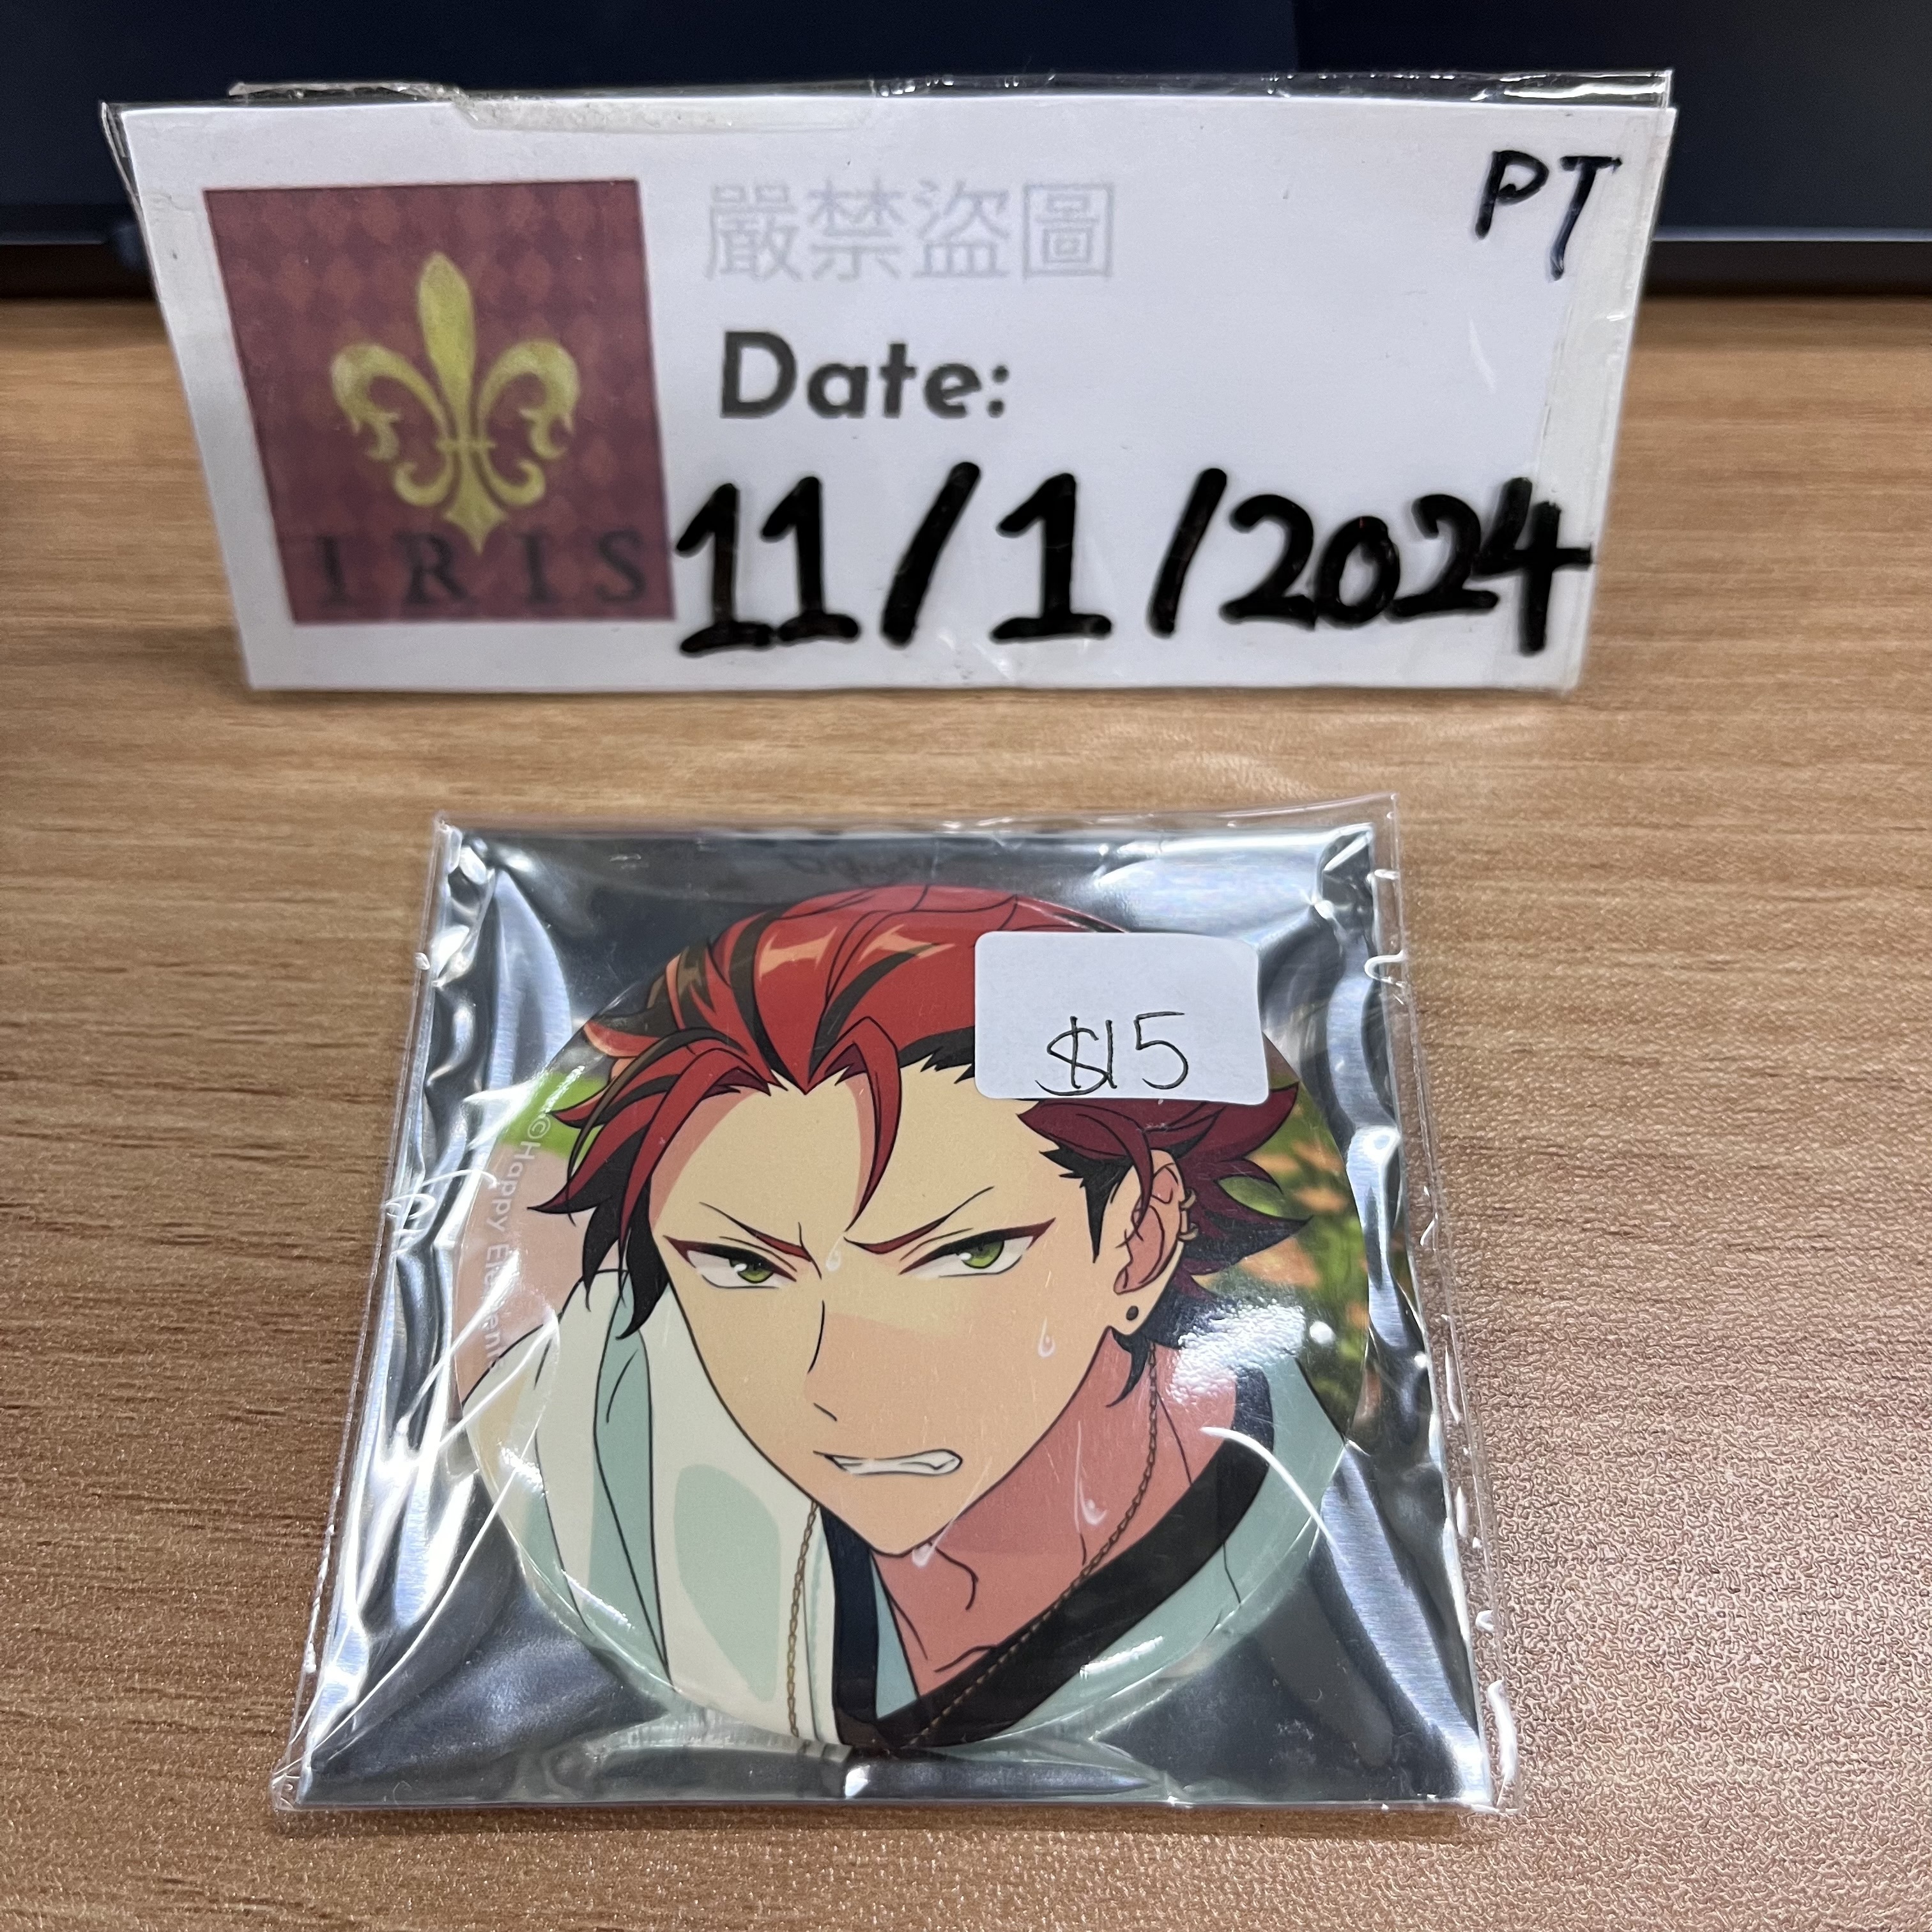 嚴禁盜圖
PT
Date:
11/1/2024
IRIS
$15
©Happy Elements